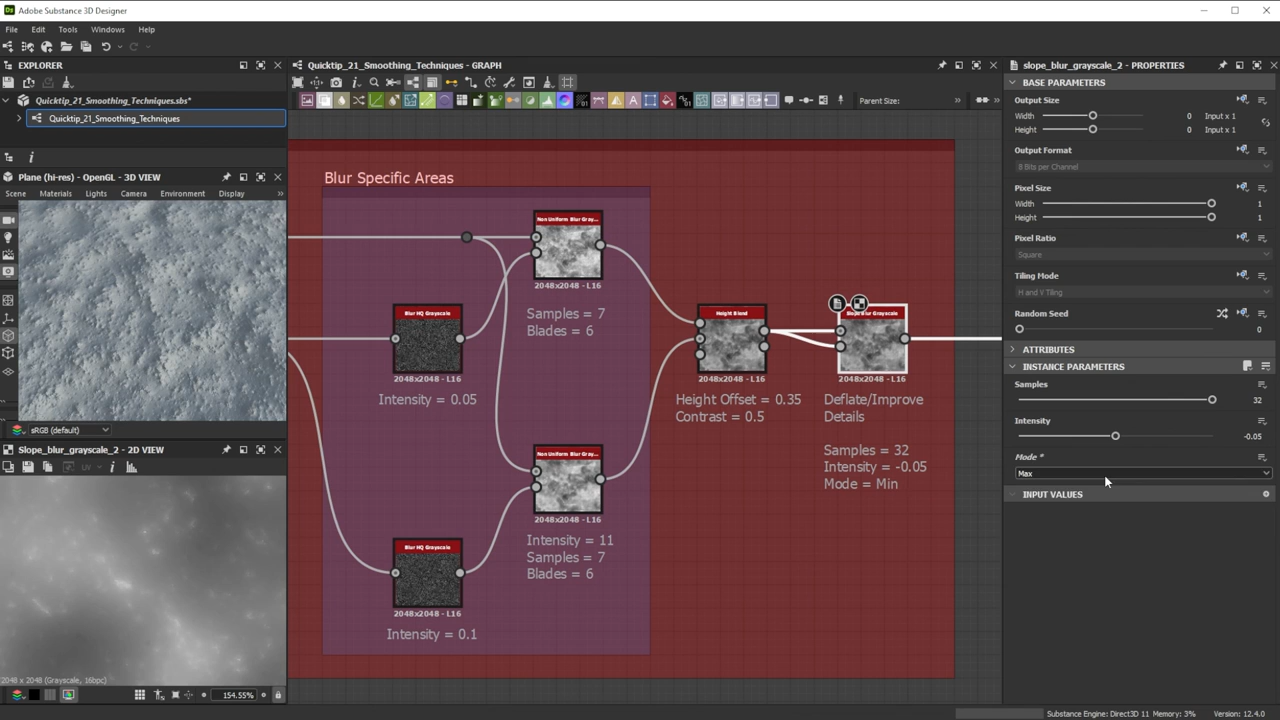 Adobe Substance 3D Designer
File Edit Tools Windows Help
EXPLORER
Quicktip_21_Smoothing_Techniques.sbs*
Quicktip_21_Smoothing_Techniques
Plane (hi-res) - OpenGL - 3D VIEW
Scene Materials Lights Camera Environment Display
sRGB (default)
Slope_blur_grayscale_2 - 2D VIEW
UV
2048 x 2048 (Grayscale, 16bpc)
154.55%
Quicktip_21_Smoothing_Techniques - GRAPH
Parent Size:
Blur Specific Areas
Non Uniform Blur Gray...
2048x2048 - L16
Samples = 7
Blades = 6
Blur HQ Grayscale
2048x2048 - L16
Intensity = 0.05
Height Blend
2048x2048 - L16
Height Offset = 0.35
Contrast = 0.5
Slope Blur Grayscale
2048x2048 - L16
Deflate/Improve
Details
Samples = 32
Intensity = -0.05
Mode = Min
Non Uniform Blur Gray...
2048x2048 - L16
Intensity = 11
Samples = 7
Blades = 6
Blur HQ Grayscale
2048x2048 - L16
Intensity = 0.1
slope_blur_grayscale_2 - PROPERTIES
BASE PARAMETERS
Output Size
Width 0 Input x 1
Height 0 Input x 1
Output Format
8 Bits per Channel
Pixel Size
Width 1
Height 1
Pixel Ratio
Square
Tiling Mode
H and V Tiling
Random Seed
0
ATTRIBUTES
INSTANCE PARAMETERS
Samples
32
Intensity
-0.05
Mode *
Max
INPUT VALUES
Substance Engine: Direct3D 11 Memory: 3% Version: 12.4.0